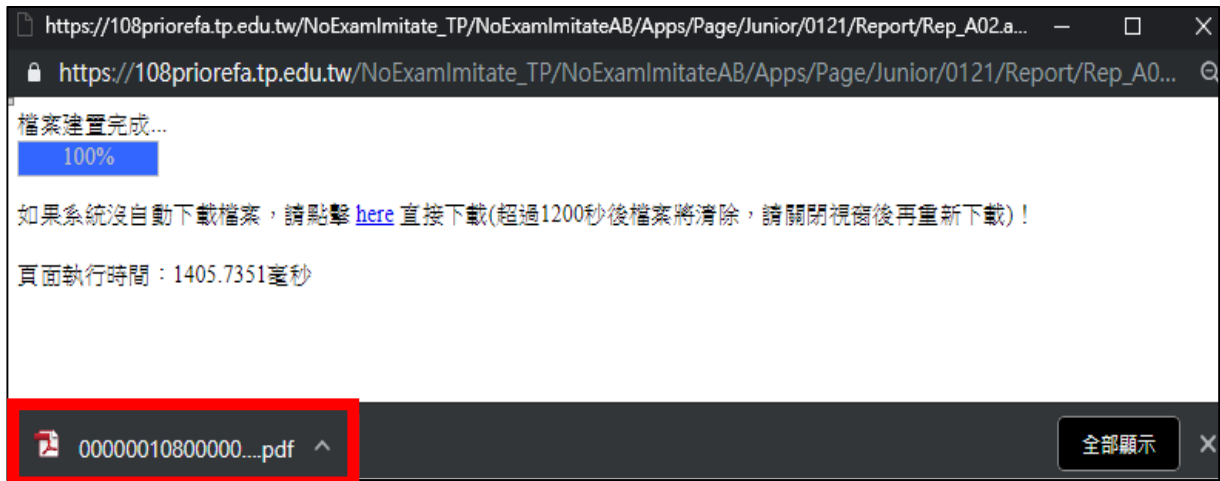 https://108priorefa.tp.edu.tw/NoExamImitate_TP/NoExamImitateAB/Apps/Page/Junior/0121/Report/Rep_A02.a...
https://108priorefa.tp.edu.tw/NoExamImitate_TP/NoExamImitateAB/Apps/Page/Junior/0121/Report/Rep_A0...
檔案建置完成...
100%
如果系統沒自動下載檔案，請點擊 here 直接下載(超過1200秒後檔案將清除，請關閉視窗後再重新下載)！
頁面執行時間：1405.7351毫秒
00000010800000....pdf
全部顯示